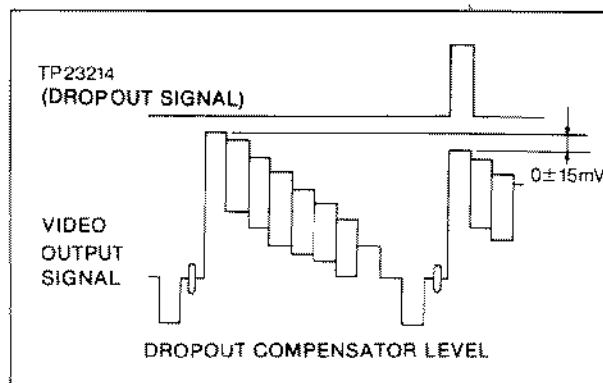 TP23214
(DROPOUT SIGNAL)
0±15mV
VIDEO
OUTPUT
SIGNAL
DROPOUT COMPENSATOR LEVEL